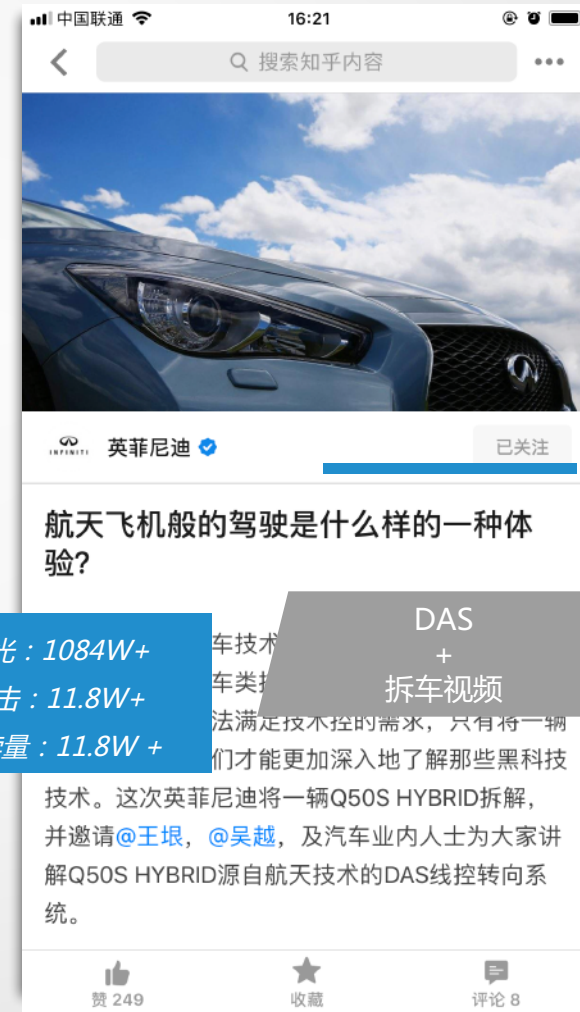 中国联通
16:21
搜索知乎内容
INFINITI
英菲尼迪
已关注
航天飞机般的驾驶是什么样的一种体
验?
DAS
+
拆车视频
光：1084W+
击：11.8W+
量：11.8W +
车技术
车类
法满足技术控的需求，只有将一辆
们才能更加深入地了解那些黑科技
技术。这次英菲尼迪将一辆Q50S HYBRID拆解，
并邀请@王垠，@吴越，及汽车业内人士为大家讲
解Q50S HYBRID源自航天技术的DAS线控转向系
统。
赞 249
收藏
评论 8